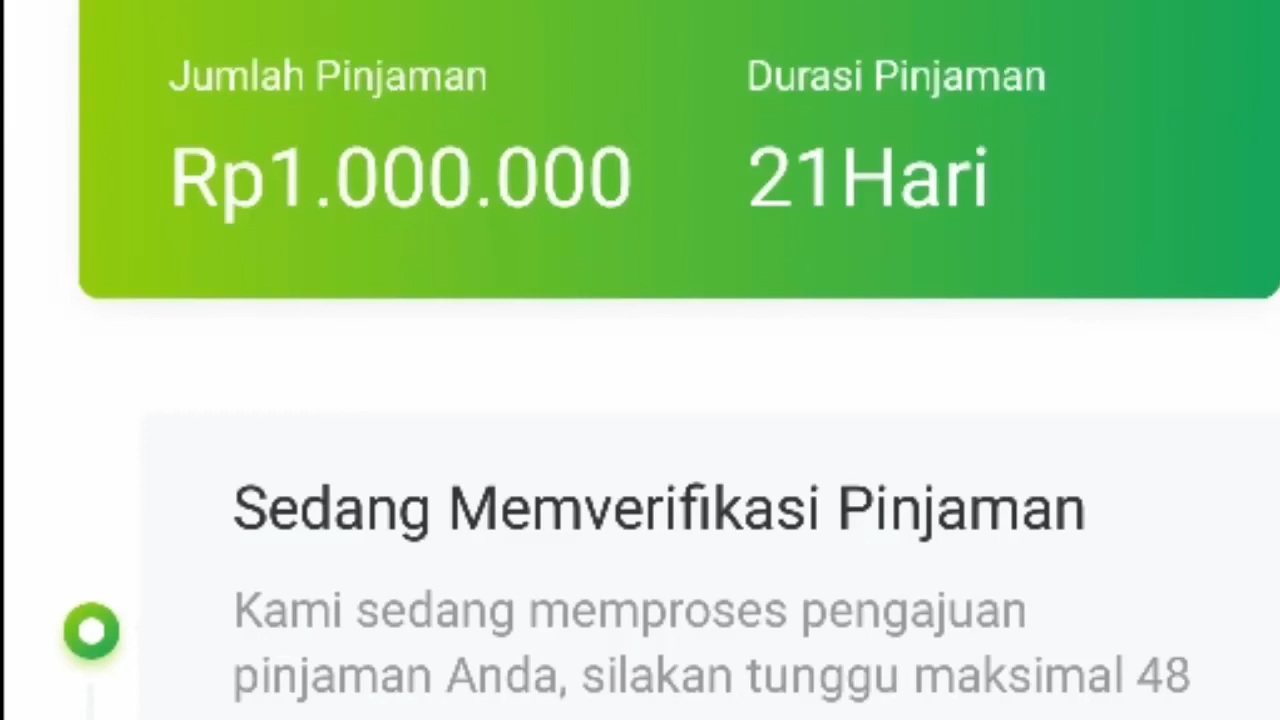 Jumlah Pinjaman
Durasi Pinjaman
Rp1.000.000
21Hari
Sedang Memverifikasi Pinjaman
Kami sedang memproses pengajuan
pinjaman Anda, silakan tunggu maksimal 48